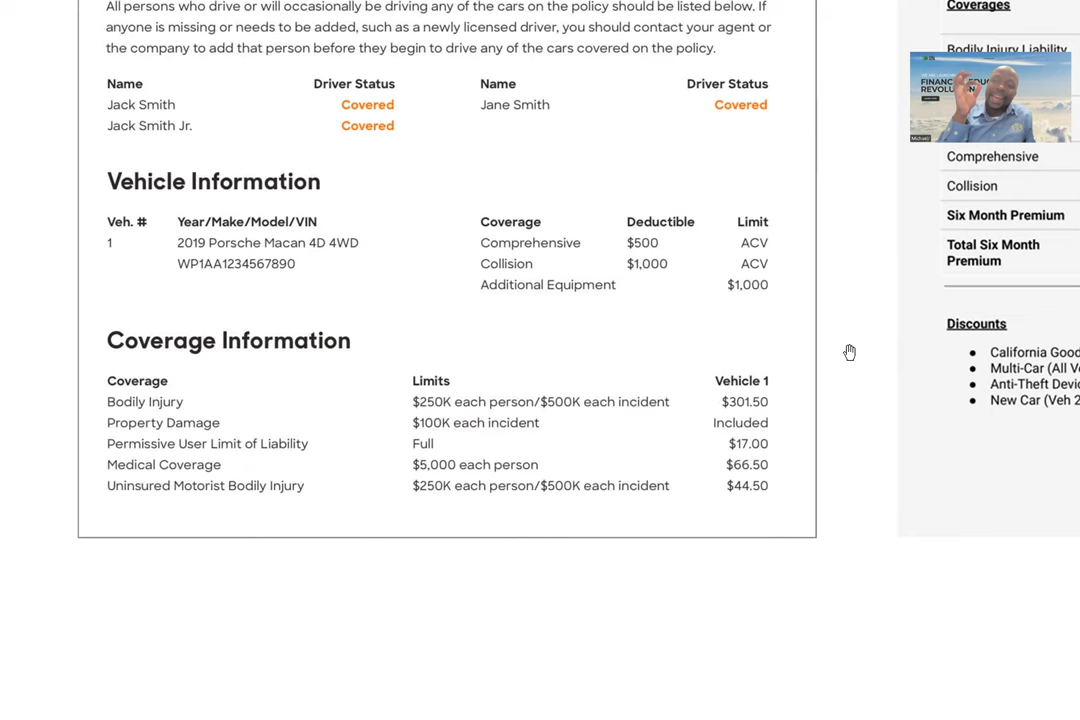 All persons who drive or will occasionally be driving any of the cars on the policy should be listed below. If
anyone is missing or needs to be added, such as a newly licensed driver, you should contact your agent or
the company to add that person before they begin to drive any of the cars covered on the policy.
Name Driver Status Name Driver Status
Jack Smith Covered Jane Smith Covered
Jack Smith Jr. Covered
Vehicle Information
Veh. # Year/Make/Model/VIN Coverage Deductible Limit
1 2019 Porsche Macan 4D 4WD Comprehensive $500 ACV
WP1AA1234567890 Collision $1,000 ACV
Additional Equipment $1,000
Coverage Information
Coverage Limits Vehicle 1
Bodily Injury $250K each person/$500K each incident $301.50
Property Damage $100K each incident Included
Permissive User Limit of Liability Full $17.00
Medical Coverage $5,000 each person $66.50
Uninsured Motorist Bodily Injury $250K each person/$500K each incident $44.50
Coverages
Bodily Injury Liability
Comprehensive
Collision
Six Month Premium
Total Six Month
Premium
Discounts
• California Good
• Multi-Car (All Ve
• Anti-Theft Devic
• New Car (Veh 2